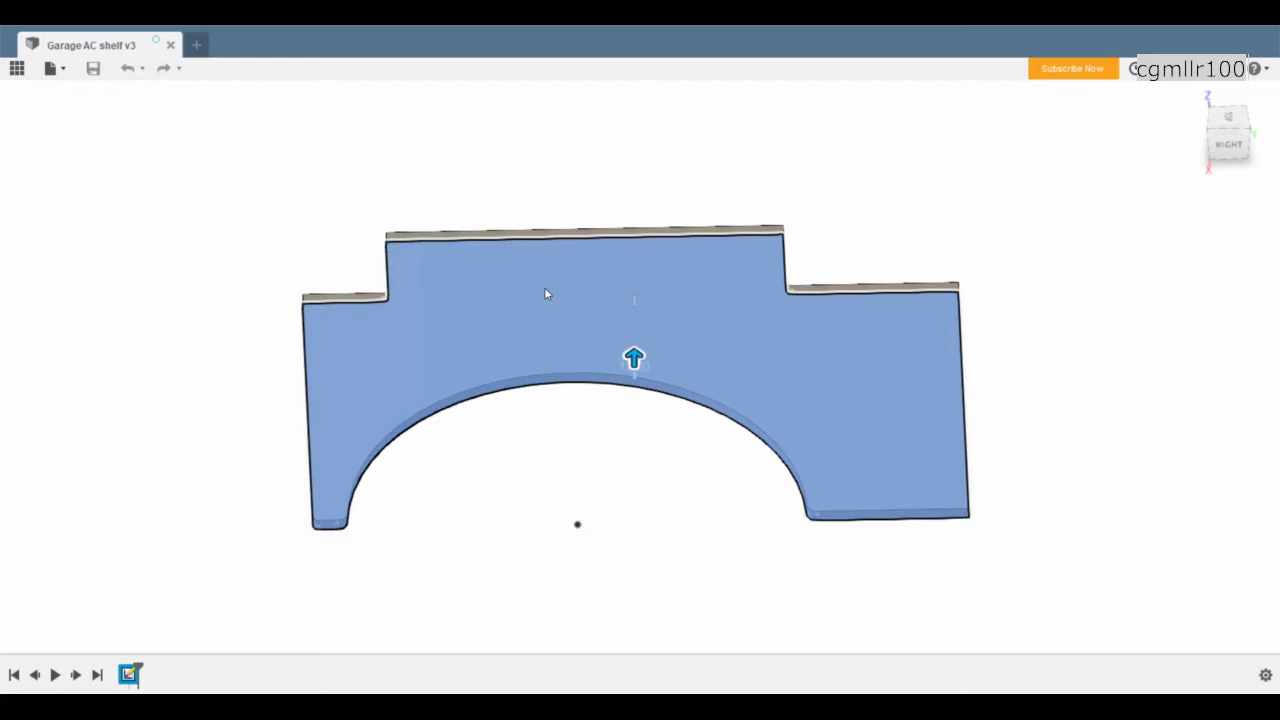 Garage AC shelf v3
Subscribe Now
cgmllr100
Z
Y
RIGHT
X